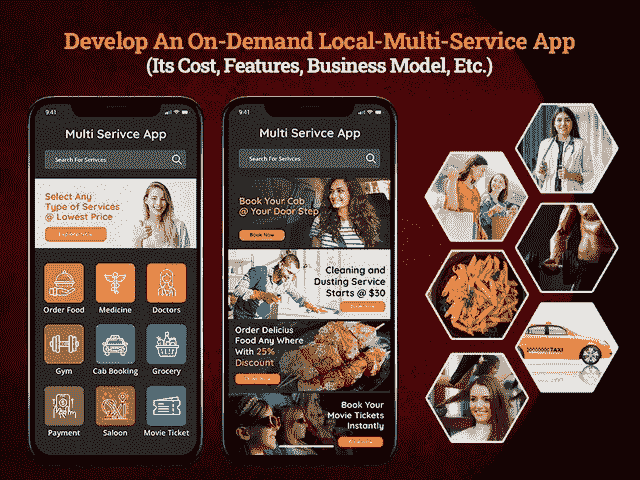 Develop An On-Demand Local-Multi-Service App
(Its Cost, Features, Business Model, Etc.)
9:41
Multi Serivce App
Search For Serivces
Select Any
Type of Services
@ Lowest Price
Order Food
Medicine
Doctors
Gym
Cab Booking
Grocery
Payment
Saloon
Movie Ticket
9:41
Multi Serivce App
Search For Serivces
Book Your Cab
@ Your Door Step
Book Now
Cleaning and
Dusting Service
Starts @ $30
Order Delicius
Food Any Where
With 25%
Discount
Book Your
Movie Tickets
Instantly
TAXI